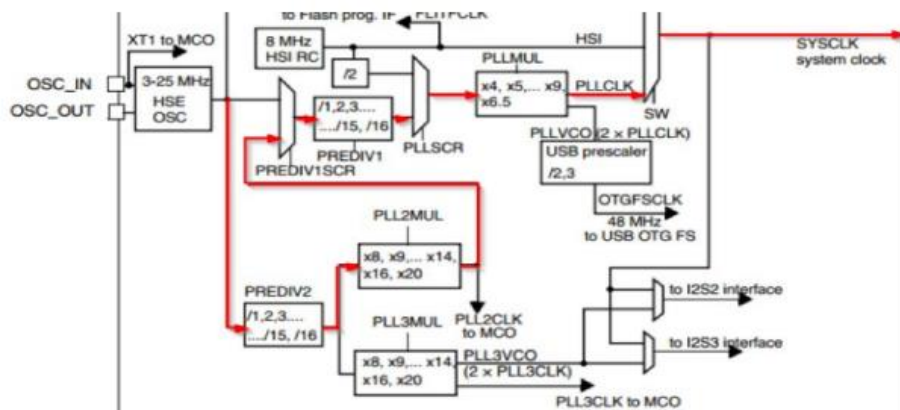 to Flash prog. IF
FLITFCLK
XT1 to MCO
8 MHz
HSI RC
HSI
/2
OSC_IN
OSC_OUT
3-25 MHz
HSE
OSC
PLLMUL
x4, x5,... x9,
x6.5
PLLCLK
SW
SYSCLK
system clock
/1,2,3....
..../15, /16
PREDIV1
PLLSCR
PREDIV1SCR
PLLVCO (2 × PLLCLK)
USB prescaler
/2,3
OTGFSCLK
48 MHz
to USB OTG FS
PLL2MUL
x8, x9,... x14,
x16, x20
PREDIV2
/1,2,3....
..../15, /16
PLL2CLK
to MCO
PLL3MUL
x8, x9,... x14,
x16, x20
PLL3VCO
(2 × PLL3CLK)
PLL3CLK to MCO
to I2S2 interface
to I2S3 interface